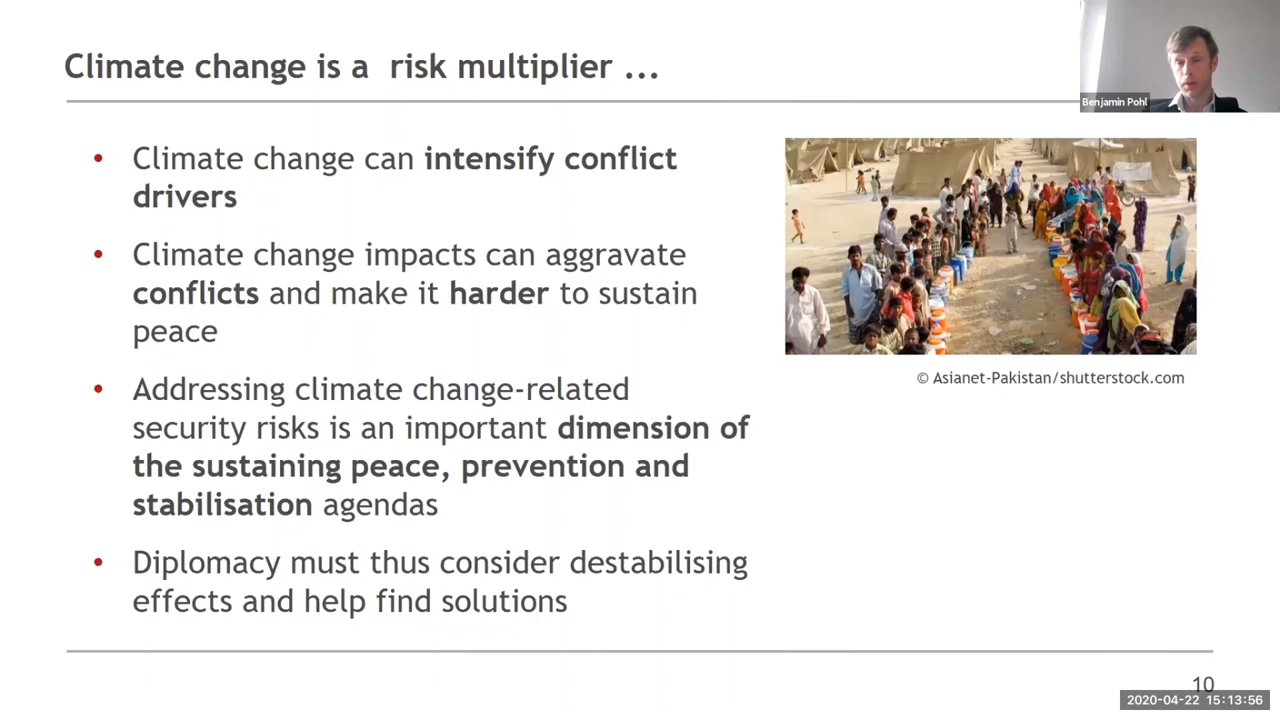 Climate change is a  risk multiplier ...
Benjamin Pohl
• Climate change can intensify conflict
drivers
• Climate change impacts can aggravate
conflicts and make it harder to sustain
peace
• Addressing climate change-related
security risks is an important dimension of
the sustaining peace, prevention and
stabilisation agendas
• Diplomacy must thus consider destabilising
effects and help find solutions
© Asianet-Pakistan/shutterstock.com
10
2020-04-22 15:13:56